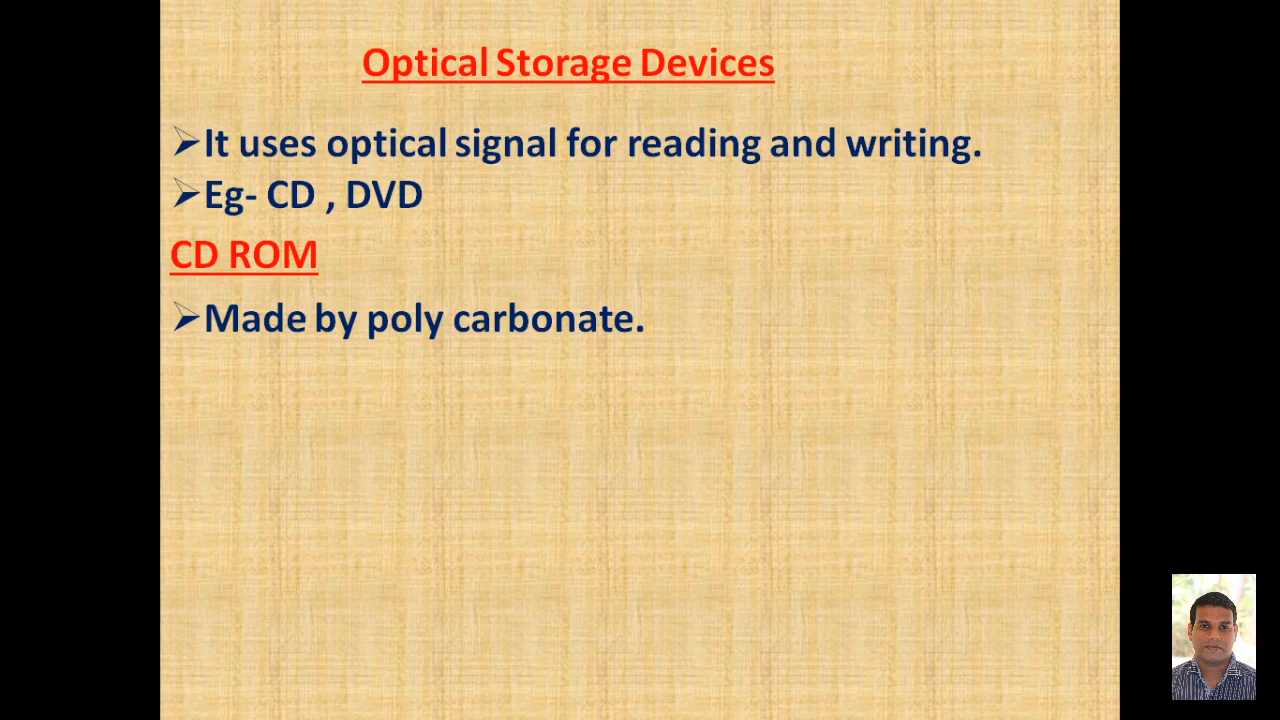 Optical Storage Devices
➢It uses optical signal for reading and writing.
➢Eg- CD , DVD
CD ROM
➢Made by poly carbonate.